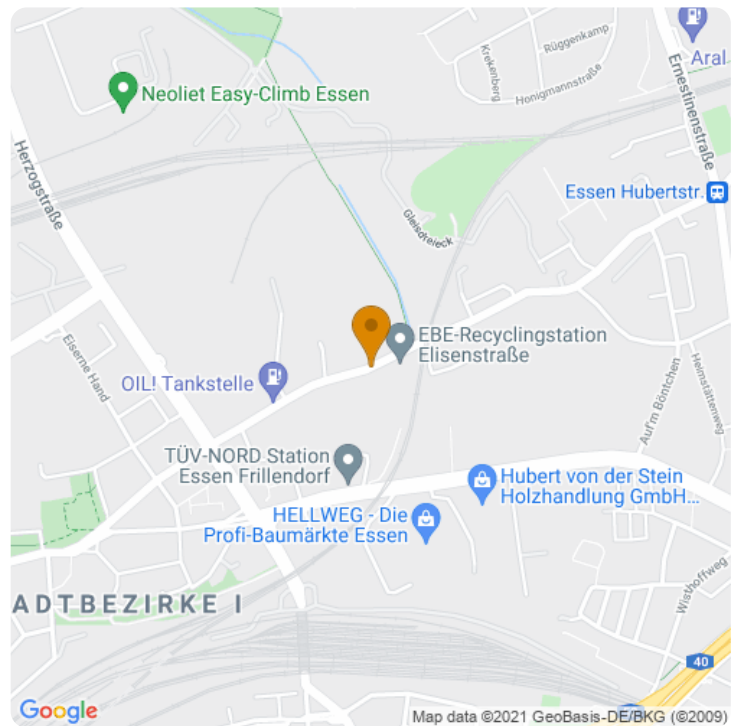 Rüggenkamp
Krekenberg
Aral
Honigmannstraße
Neoliet Easy-Climb Essen
Ernestinenstraße
Herzogstraße
Essen Hubertstr.
Gleisdreieck
EBE-Recyclingstation
Elisenstraße
Eiserne Hand
OIL! Tankstelle
Heimstättenweg
Auf'm Böntchen
TÜV-NORD Station
Essen Frillendorf
Hubert von der Stein
Holzhandlung GmbH...
HELLWEG - Die
Profi-Baumärkte Essen
Wisthoffweg
ADTBEZIRKE I
40
Google
Map data ©2021 GeoBasis-DE/BKG (©2009)